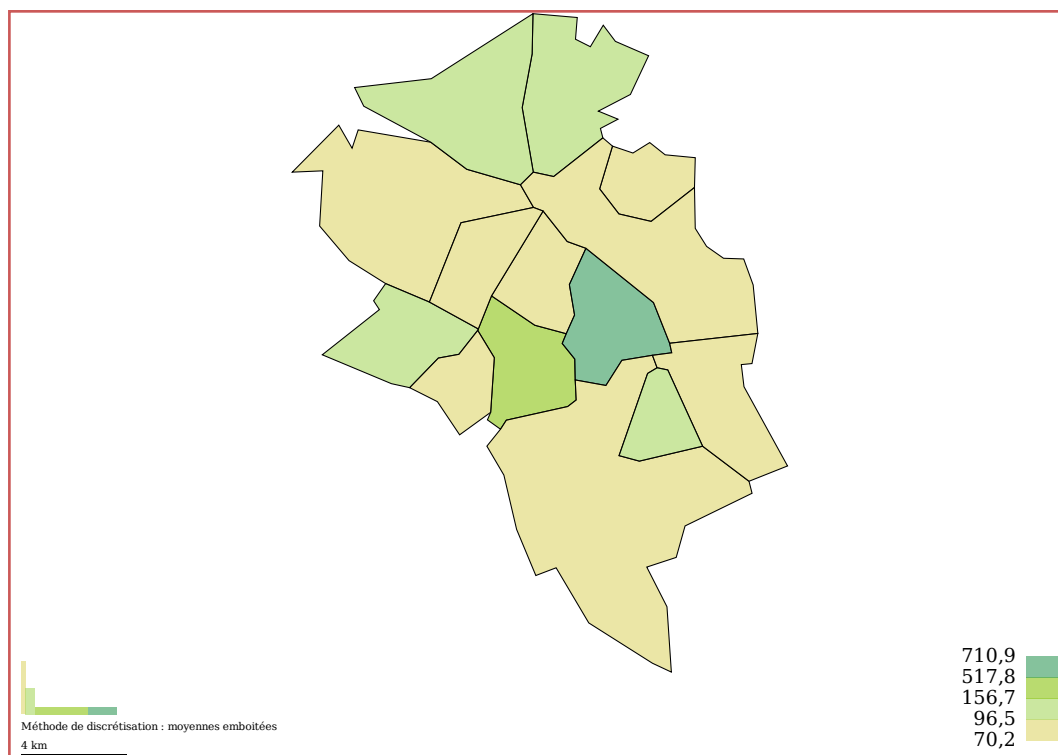 710,9
517,8
156,7
96,5
70,2
Méthode de discrétisation : moyennes emboitées
4 km